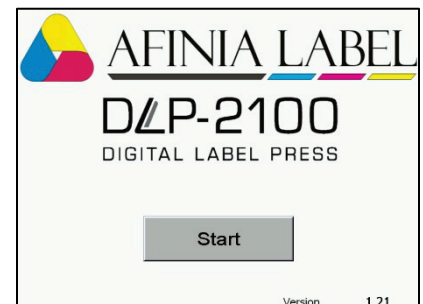 AFINIA LABEL
DLP-2100
DIGITAL LABEL PRESS
Start
Version 1.21